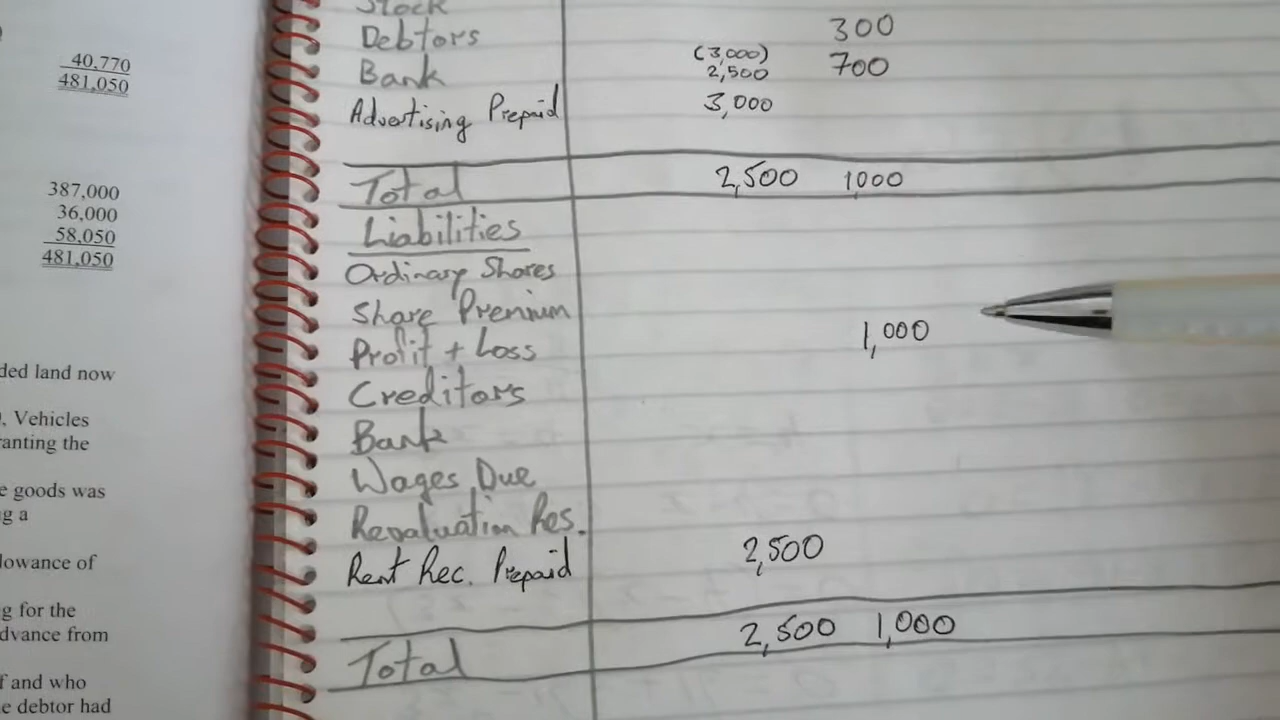 40,770
481,050
387,000
36,000
58,050
481,050
ded land now
, Vehicles
ranting the
e goods was
g a
lowance of
g for the
dvance from
f and who
e debtor had
Stock
Debtors 300
Bank (3,000) 2,500 700
Advertising Prepaid 3,000
Total 2,500 1,000
Liabilities
Ordinary Shares
Share Premium
Profit + Loss 1,000
Creditors
Bank
Wages Due
Revaluation Res.
Rent Rec. Prepaid 2,500
Total 2,500 1,000